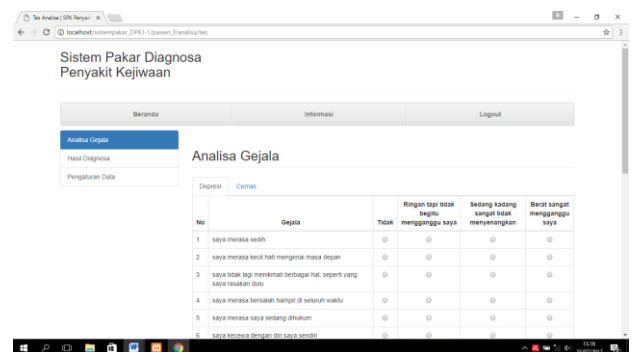 Tes Analisa | SPK Penyak
localhost/sistempakar_DPKJ-1/pasien_f/analisa/tes
Sistem Pakar Diagnosa
Penyakit Kejiwaan
Beranda Informasi Logout
Analisa Gejala
Hasil Diagnosa
Pengaturan Data
Analisa Gejala
Depresi Cemas
No Gejala Tidak Ringan tapi tidak begitu mengganggu saya Sedang kadang sangat tidak menyenangkan Berat sangat mengganggu saya
1 saya merasa sedih
2 saya merasa kecil hati mengenai masa depan
3 saya tidak lagi menikmati berbagai hal, seperti yang
saya rasakan dulu
4 saya merasa bersalah hampir di seluruh waktu
5 saya merasa saya sedang dihukum
6 saya kecewa dengan diri saya sendiri
13.16